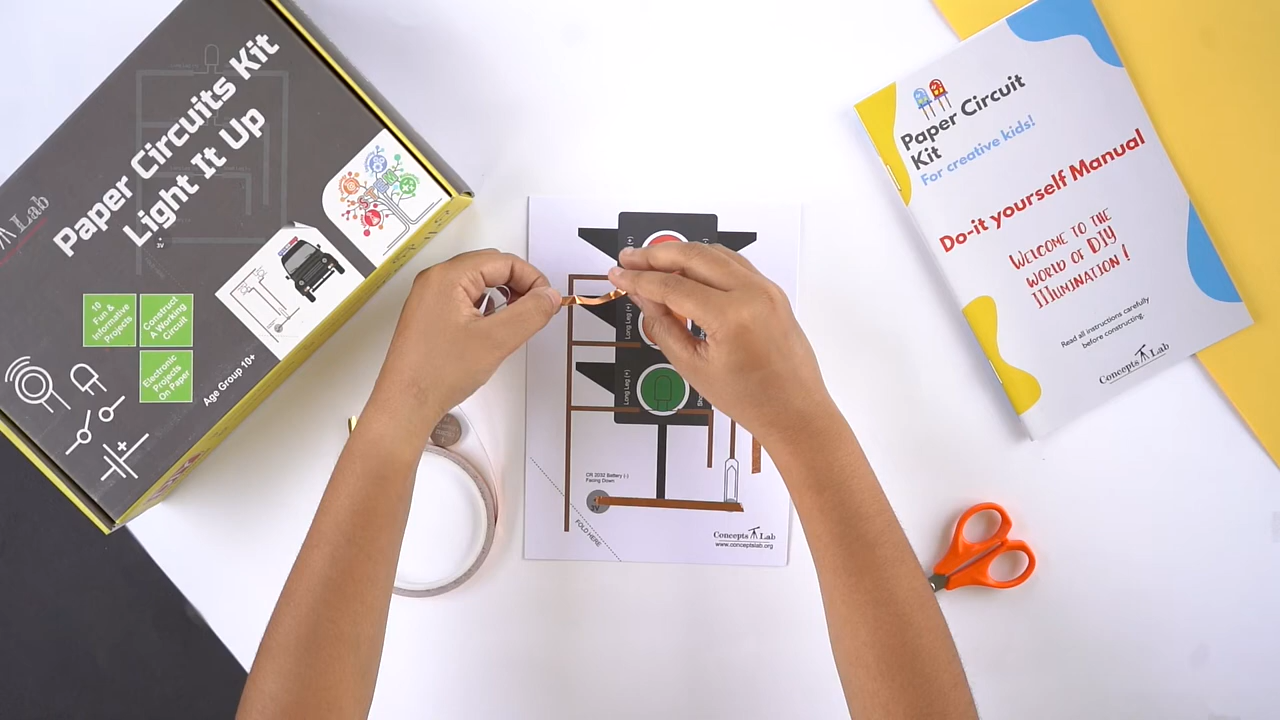 Paper Circuits Kit
Light It Up
Lab
3V
10
Fun &
Informative
Projects
Construct
A Working
Circuit
Electronic
Projects
On Paper
Age Group 10+
Paper Circuit
Kit
For creative kids!
Do-it yourself Manual
WELCOME TO THE
WORLD OF DIY
ILLUMINATION !
Read all instructions carefully
before constructing.
Concepts Lab
Long Leg (+)
Long Leg (+)
CR 2032 Battery (-)
Facing Down
+
3V
FOLD HERE
Concepts Lab
www.conceptslab.org